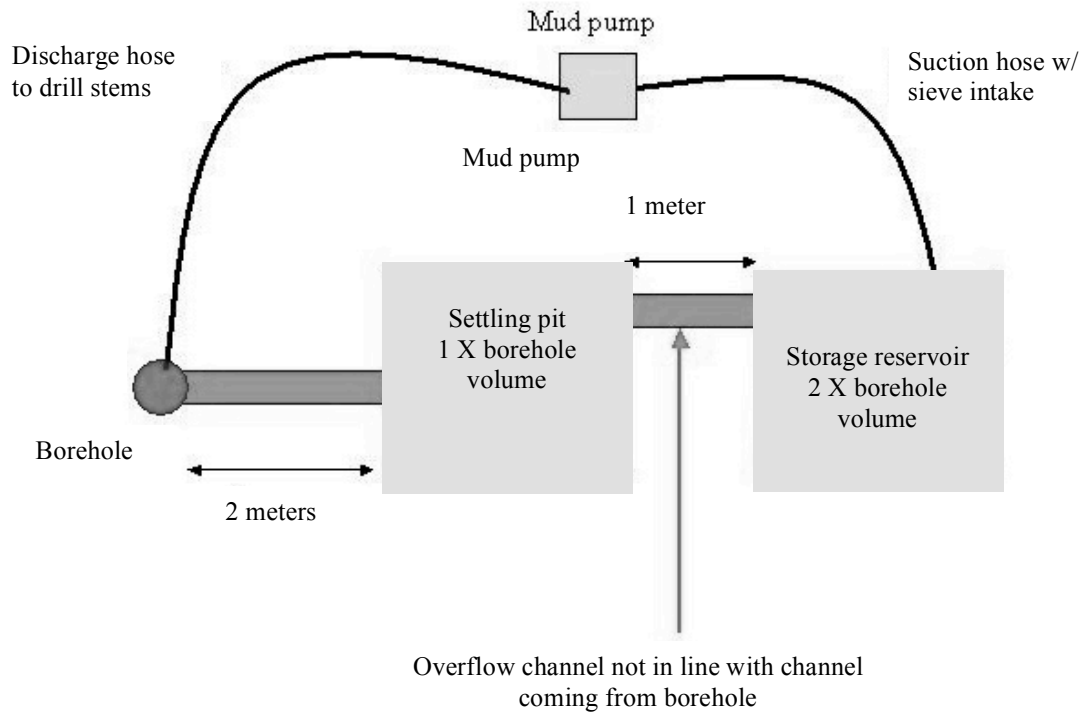 Mud pump
Discharge hose
to drill stems
Suction hose w/
sieve intake
Mud pump
1 meter
Settling pit
1 X borehole
volume
Storage reservoir
2 X borehole
volume
Borehole
2 meters
Overflow channel not in line with channel
coming from borehole